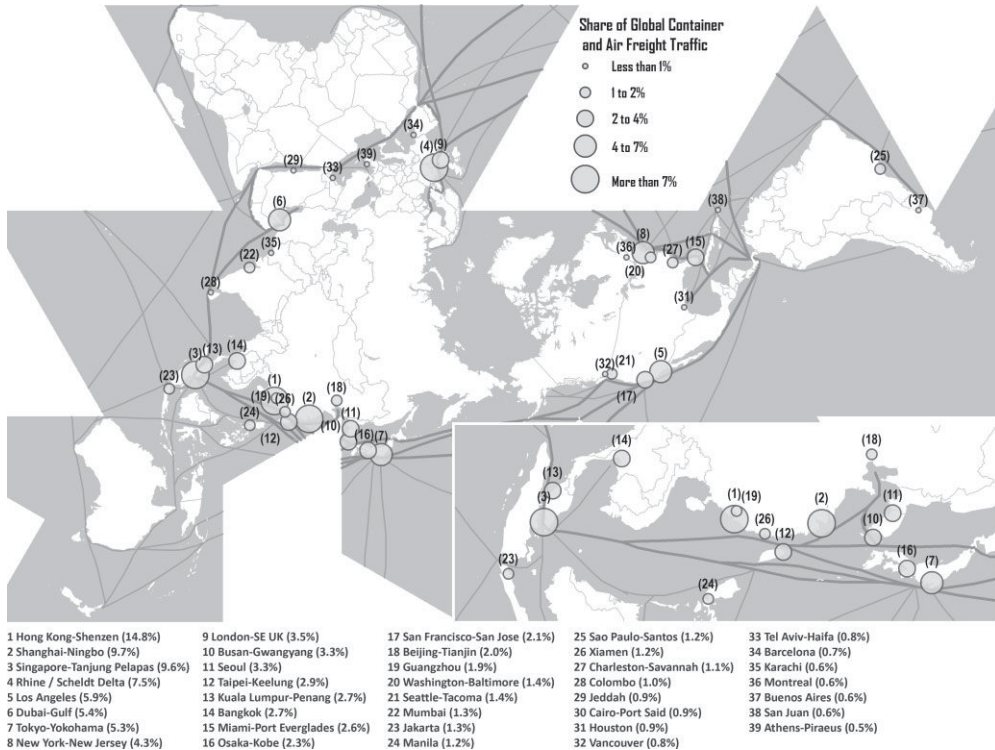 Share of Global Container
and Air Freight Traffic
Less than 1%
1 to 2%
2 to 4%
4 to 7%
More than 7%
(34)
(9)
(4)
(39)
(29)
(33)
(25)
(6)
(38)
(37)
(35)
(22)
(8)
(36)
(27)
(15)
(20)
(28)
(31)
(13)
(14)
(3)
(5)
(32)
(21)
(23)
(1)
(18)
(17)
(19)
(26)
(2)
(24)
(11)
(12)
(10)
(16)
(7)
(14)
(18)
(13)
(3)
(1)
(19)
(2)
(11)
(26)
(10)
(12)
(16)
(7)
(23)
(24)
1 Hong Kong-Shenzen (14.8%)
2 Shanghai-Ningbo (9.7%)
3 Singapore-Tanjung Pelapas (9.6%)
4 Rhine / Scheldt Delta (7.5%)
5 Los Angeles (5.9%)
6 Dubai-Gulf (5.4%)
7 Tokyo-Yokohama (5.3%)
8 New York-New Jersey (4.3%)
9 London-SE UK (3.5%)
10 Busan-Gwangyang (3.3%)
11 Seoul (3.3%)
12 Taipei-Keelung (2.9%)
13 Kuala Lumpur-Penang (2.7%)
14 Bangkok (2.7%)
15 Miami-Port Everglades (2.6%)
16 Osaka-Kobe (2.3%)
17 San Francisco-San Jose (2.1%)
18 Beijing-Tianjin (2.0%)
19 Guangzhou (1.9%)
20 Washington-Baltimore (1.4%)
21 Seattle-Tacoma (1.4%)
22 Mumbai (1.3%)
23 Jakarta (1.3%)
24 Manila (1.2%)
25 Sao Paulo-Santos (1.2%)
26 Xiamen (1.2%)
27 Charleston-Savannah (1.1%)
28 Colombo (1.0%)
29 Jeddah (0.9%)
30 Cairo-Port Said (0.9%)
31 Houston (0.9%)
32 Vancouver (0.8%)
33 Tel Aviv-Haifa (0.8%)
34 Barcelona (0.7%)
35 Karachi (0.6%)
36 Montreal (0.6%)
37 Buenos Aires (0.6%)
38 San Juan (0.6%)
39 Athens-Piraeus (0.5%)